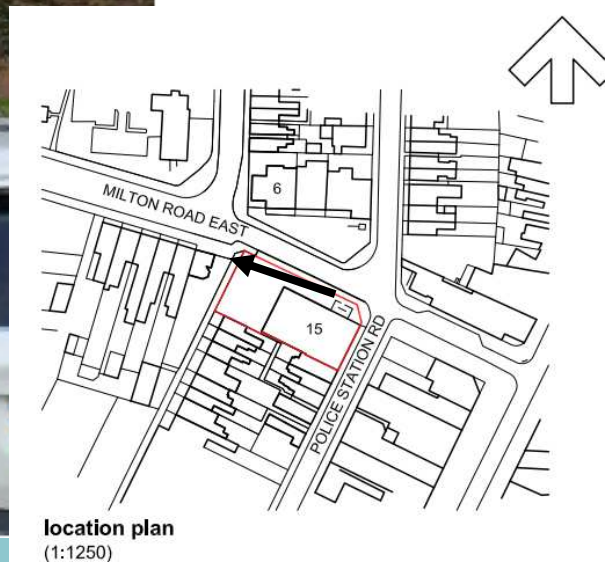 MILTON ROAD EAST
6
15
POLICE STATION RD
location plan
(1:1250)